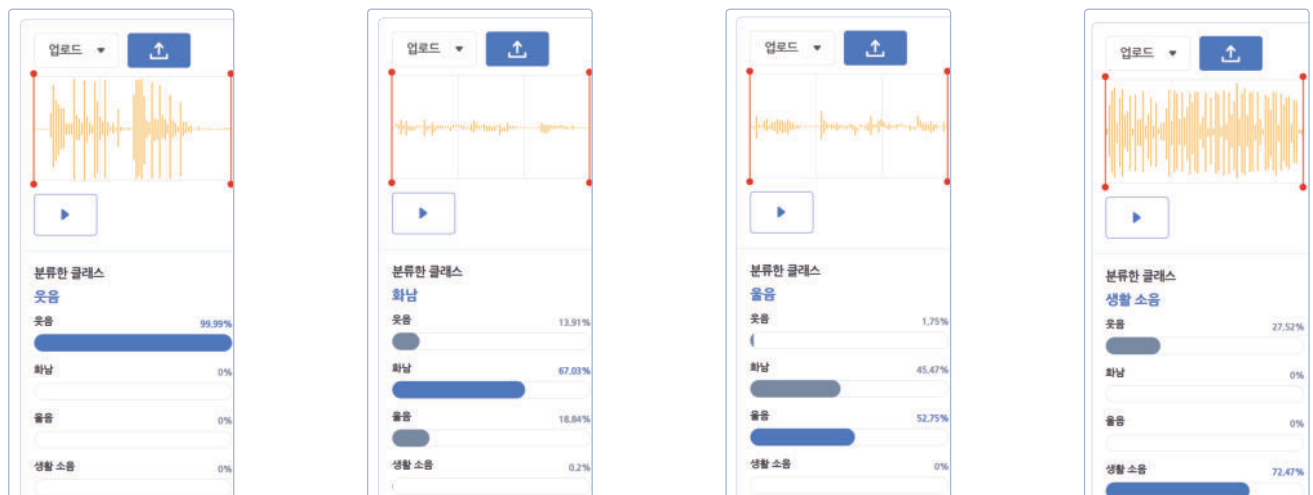 업로드
분류한 클래스
웃음
웃음 99.99%
화남 0%
울음 0%
생활 소음 0%
업로드
분류한 클래스
화남
웃음 13.91%
화남 67.03%
울음 18.84%
생활 소음 0.2%
업로드
분류한 클래스
울음
웃음 1.75%
화남 45.47%
울음 52.75%
생활 소음 0%
업로드
분류한 클래스
생활 소음
웃음 27.52%
화남 0%
울음 0%
생활 소음 72.47%